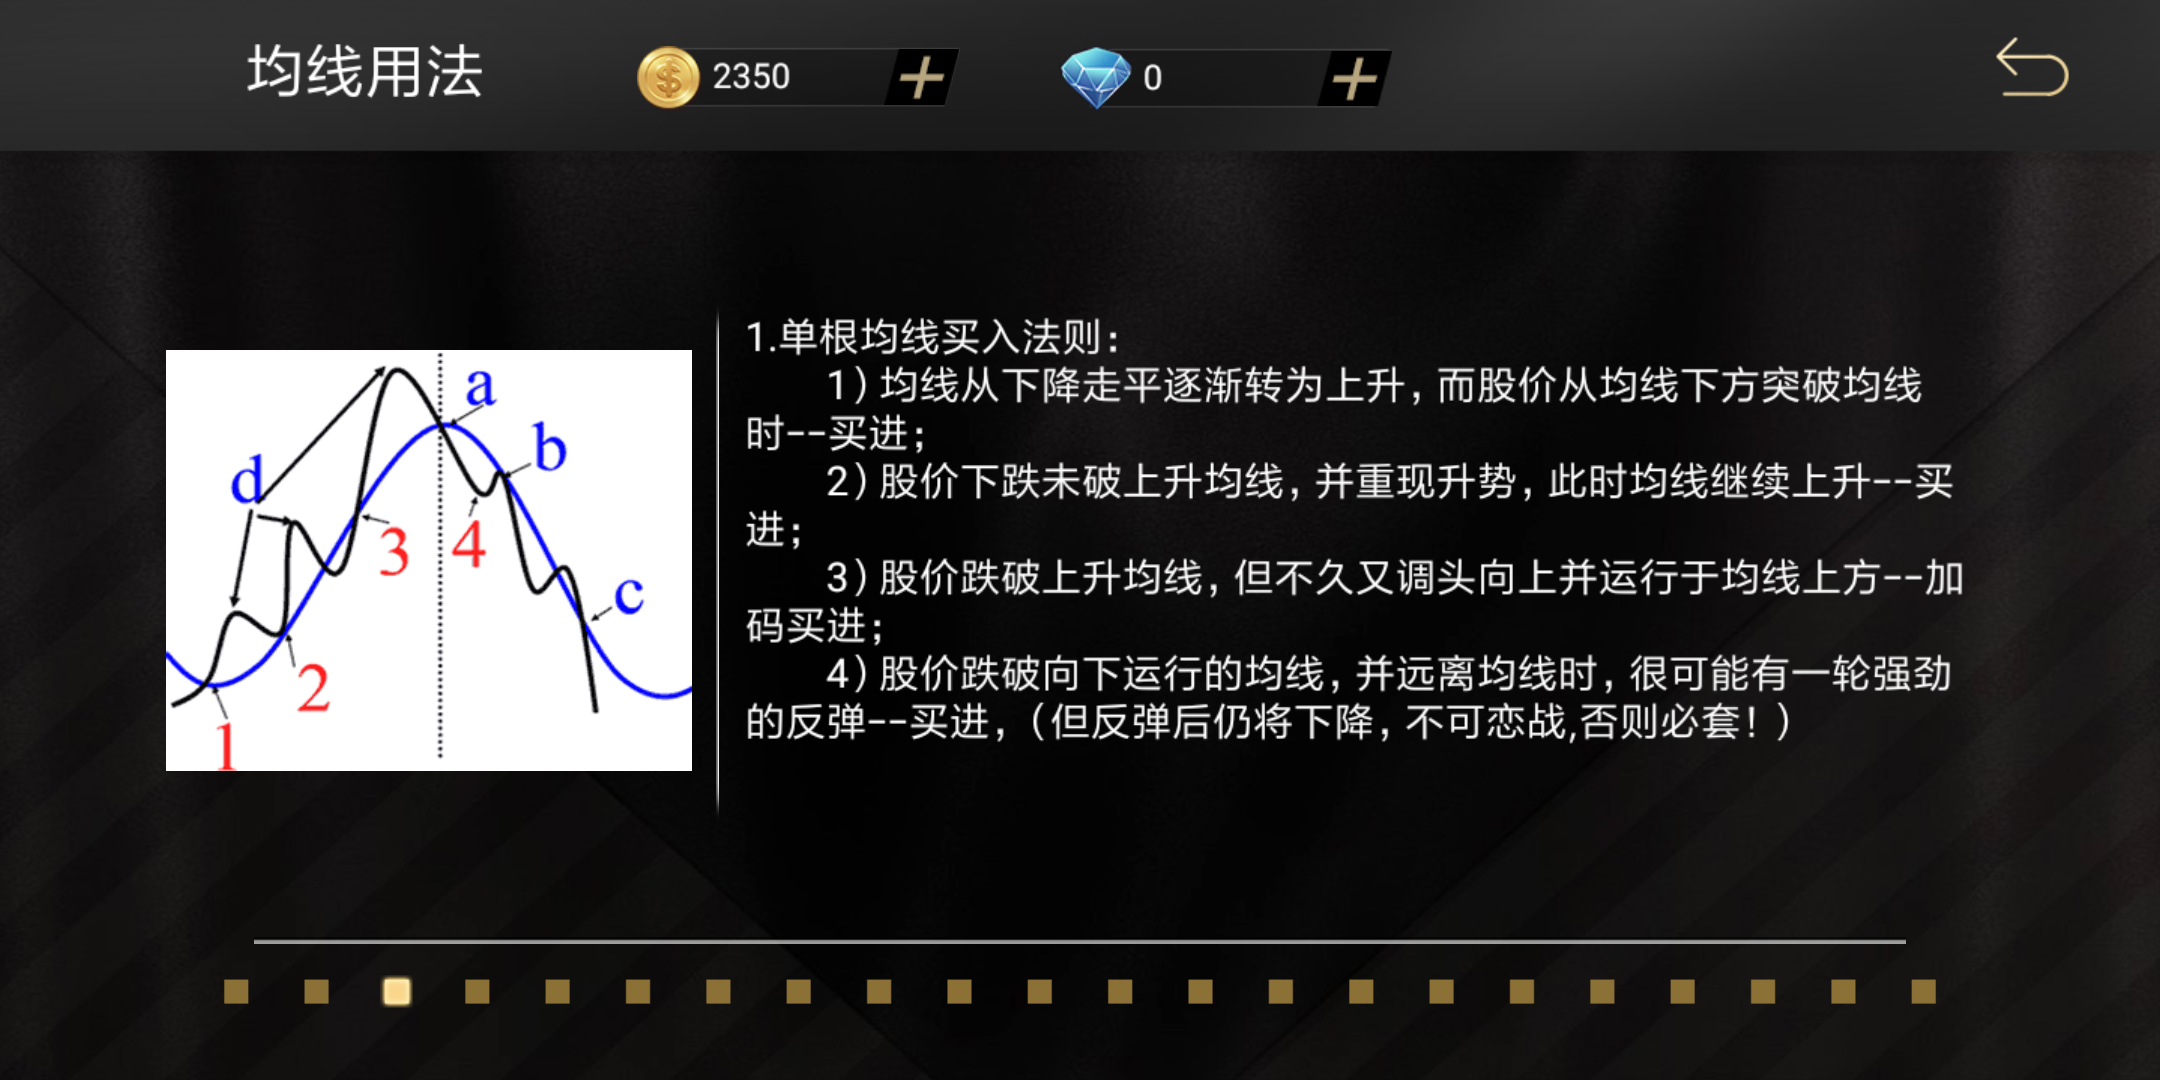 均线用法
2350
0
a
b
d
3
4
c
2
1
1.单根均线买入法则：
1）均线从下降走平逐渐转为上升，而股价从均线下方突破均线
时--买进；
2）股价下跌未破上升均线，并重现升势，此时均线继续上升--买
进；
3）股价跌破上升均线，但不久又调头向上并运行于均线上方--加
码买进；
4）股价跌破向下运行的均线，并远离均线时，很可能有一轮强劲
的反弹--买进，（但反弹后仍将下降，不可恋战,否则必套！）